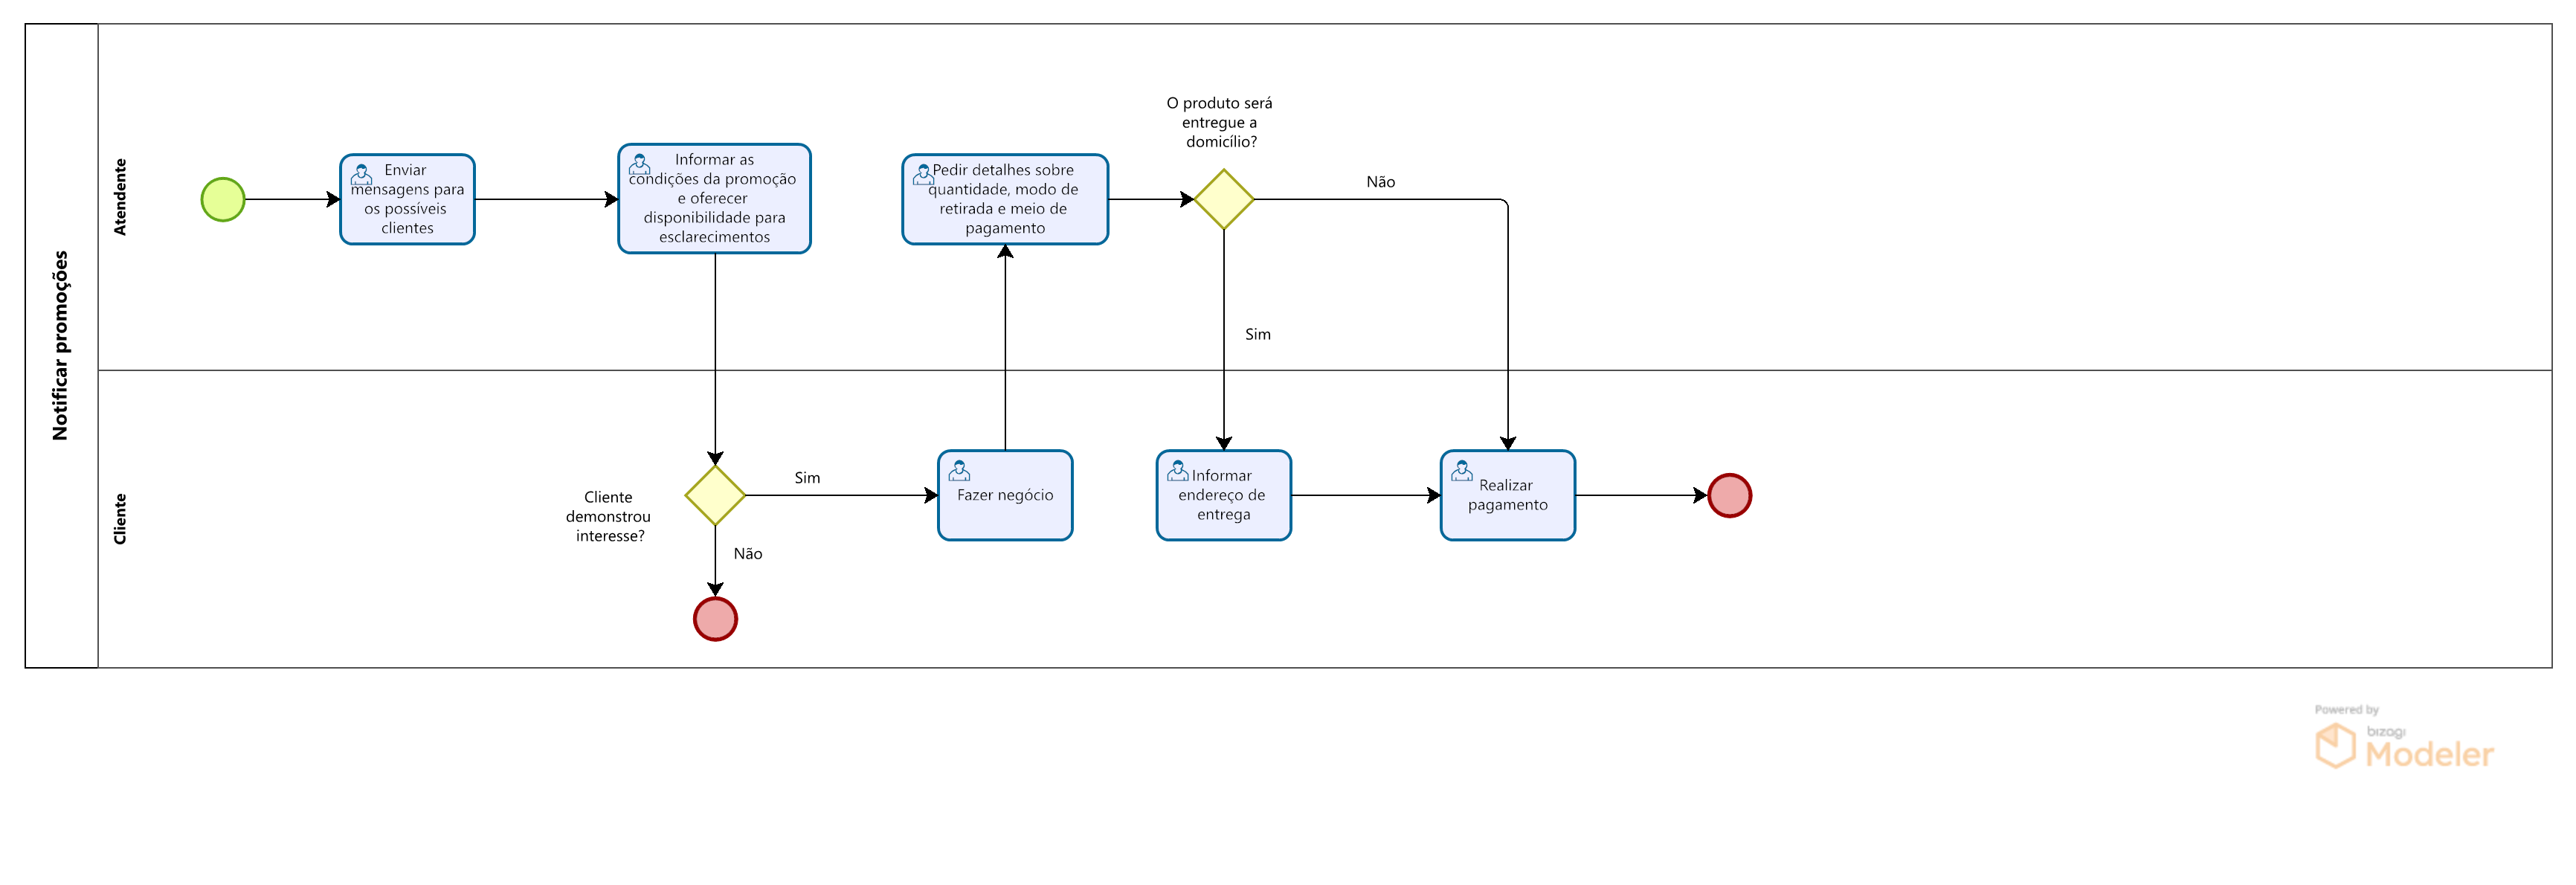 Notificar promoções
Atendente
Enviar
mensagens para
os possíveis
clientes
Informar as
condições da promoção
e oferecer
disponibilidade para
esclarecimentos
Pedir detalhes sobre
quantidade, modo de
retirada e meio de
pagamento
O produto será
entregue a
domicílio?
Não
Sim
Cliente
Cliente
demonstrou
interesse?
Sim
Não
Fazer negócio
Informar
endereço de
entrega
Realizar
pagamento
Powered by
bizagi
Modeler